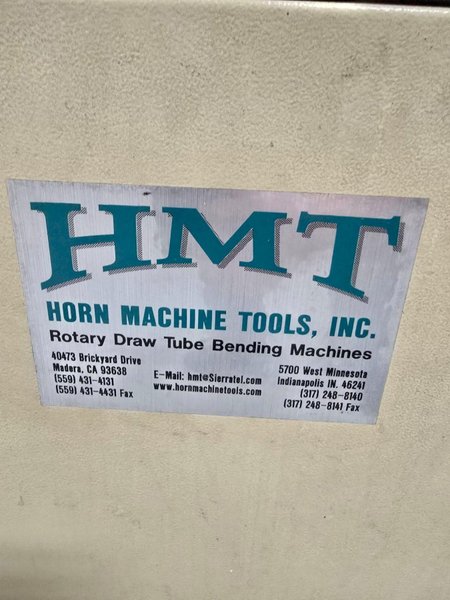 HMT
HORN MACHINE TOOLS, INC.
Rotary Draw Tube Bending Machines
40473 Brickyard Drive
Madera, CA 93638
(559) 431-4131
(559) 431-4431 Fax
E-Mail: hmt@Sierratel.com
www.hornmachinetools.com
5700 West Minnesota
Indianapolis IN. 46241
(317) 248-8140
(317) 248-8141 Fax